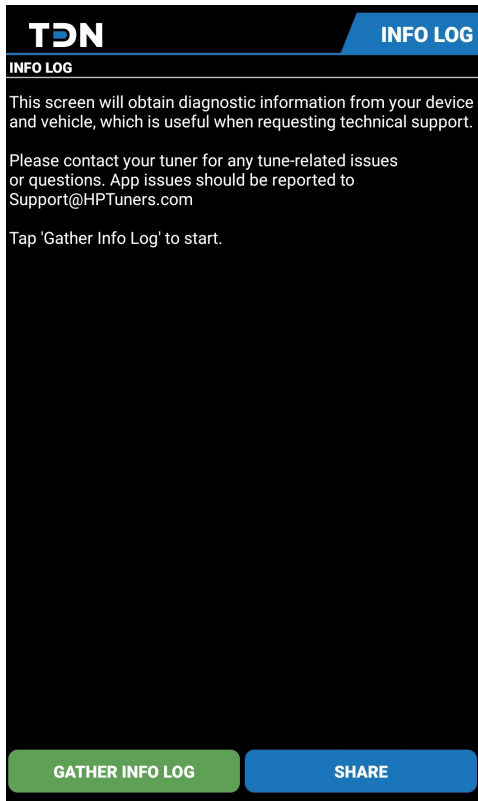 TDN
INFO LOG
INFO LOG
This screen will obtain diagnostic information from your device
and vehicle, which is useful when requesting technical support.
Please contact your tuner for any tune-related issues
or questions. App issues should be reported to
Support@HPTuners.com
Tap 'Gather Info Log' to start.
GATHER INFO LOG
SHARE